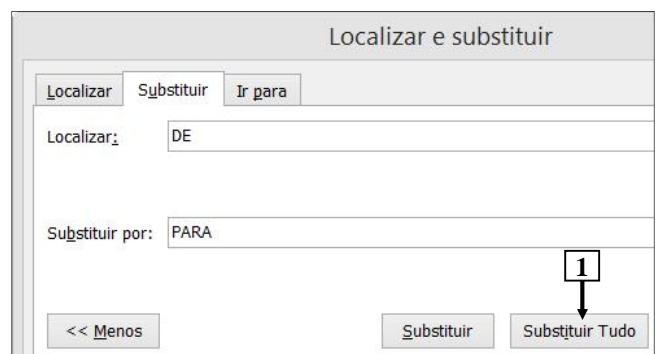 Localizar e substituir
Localizar Substituir Ir para
Localizar: DE
Substituir por: PARA
1
<< Menos Substituir Substituir Tudo